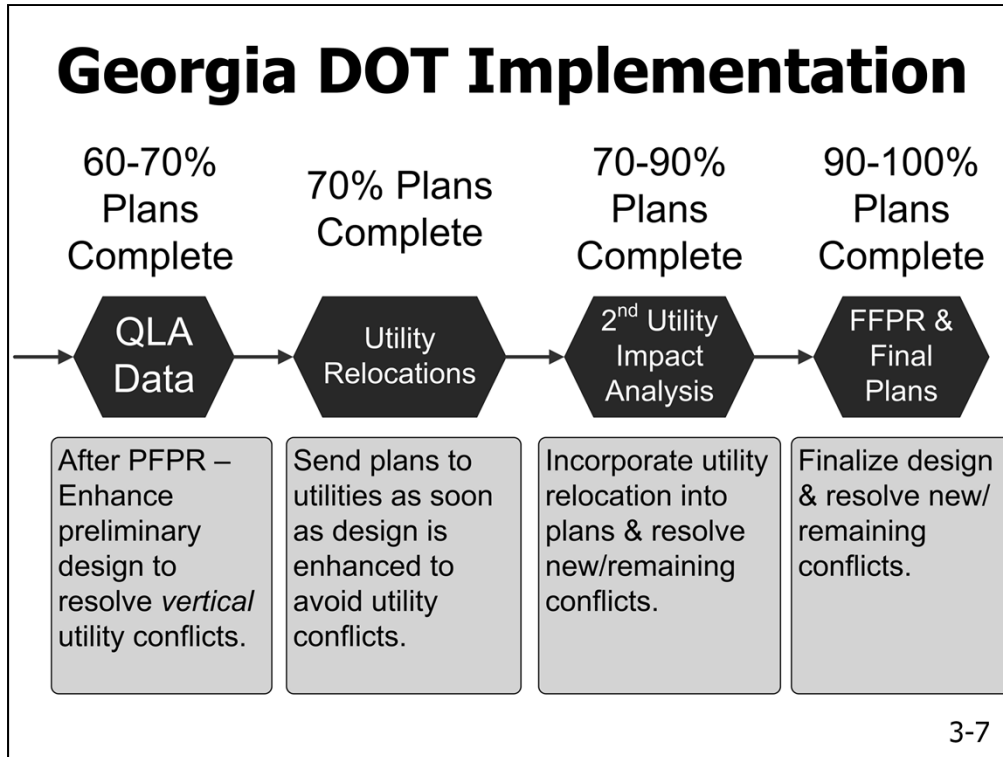 Georgia DOT Implementation
60-70%
Plans
Complete
70% Plans
Complete
70-90%
Plans
Complete
90-100%
Plans
Complete
QLA
Data
Utility
Relocations
2nd Utility
Impact
Analysis
FFPR &
Final
Plans
After PFPR –
Enhance
preliminary
design to
resolve vertical
utility conflicts.
Send plans to
utilities as soon
as design is
enhanced to
avoid utility
conflicts.
Incorporate utility
relocation into
plans & resolve
new/remaining
conflicts.
Finalize design
& resolve new/
remaining
conflicts.
3-7